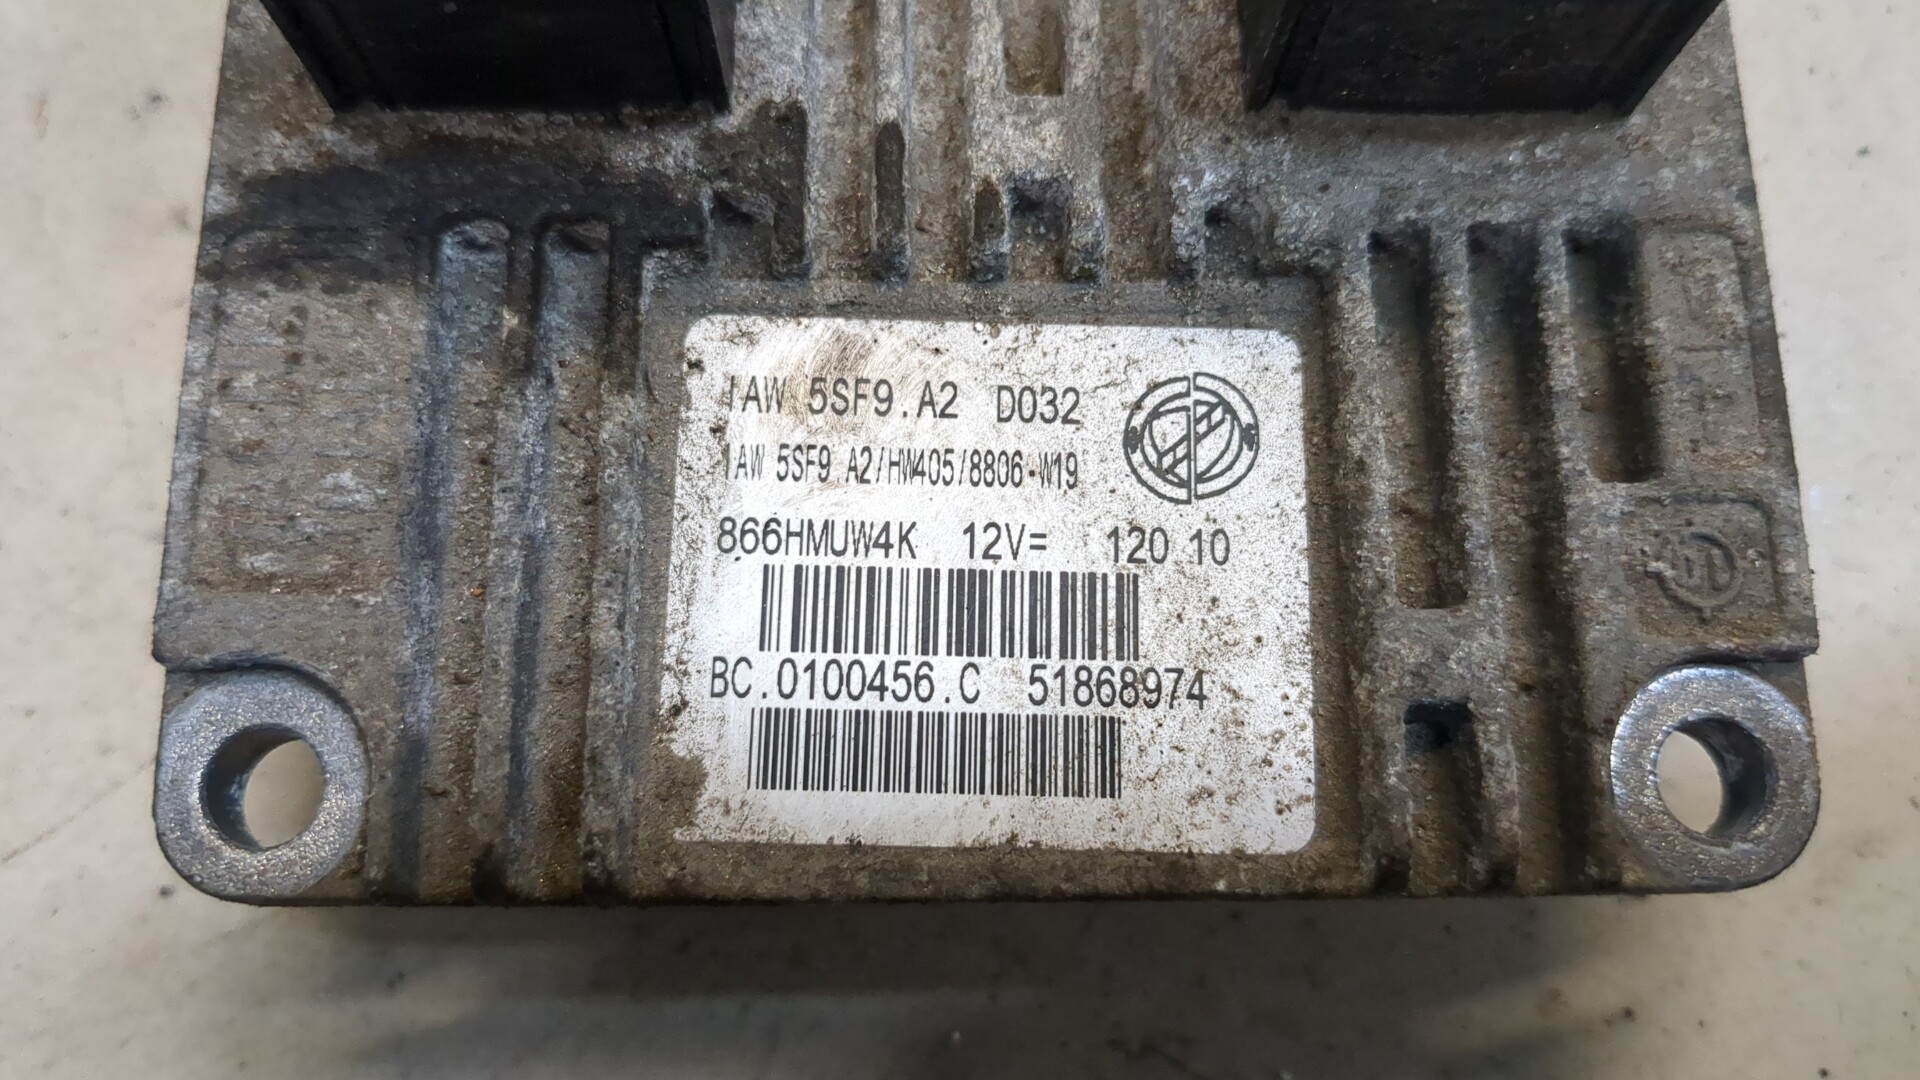 IAW 5SF9.A2 D032
IAW 5SF9 A2/HW405/8806-W19
866HMUW4K 12V= 120 10
BC.0100456.C 51868974